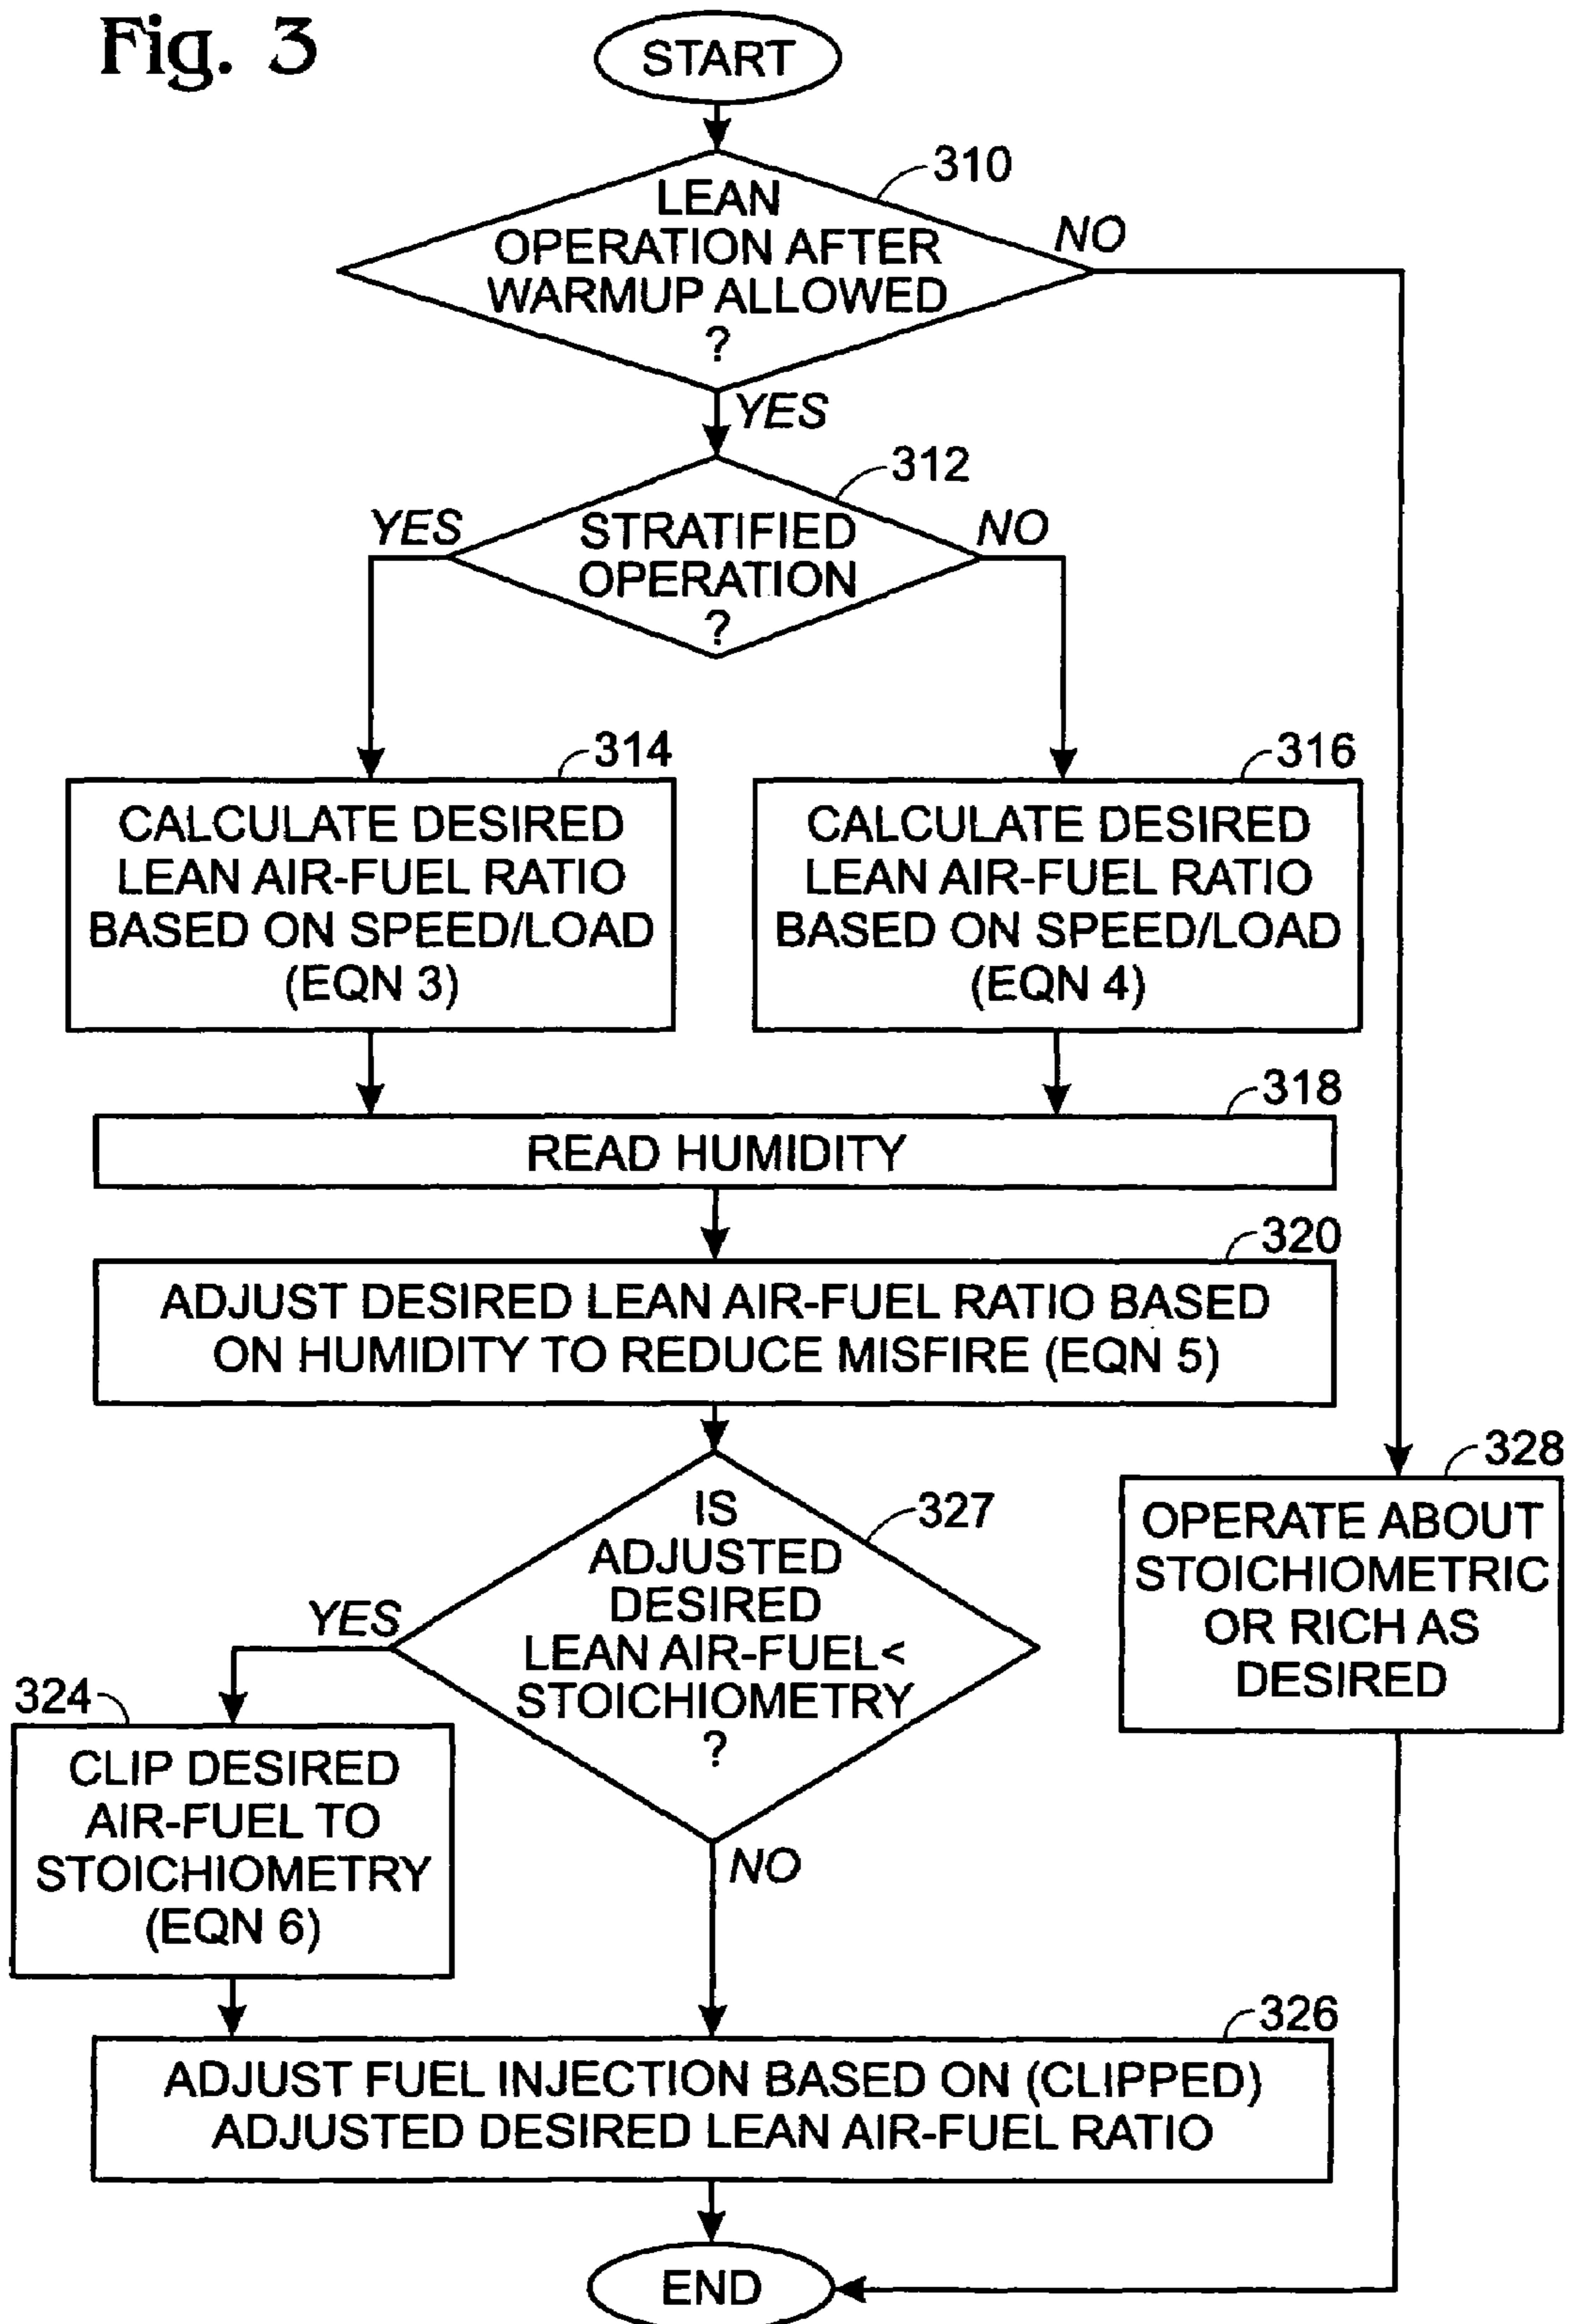 Fig. 3
START
310
LEAN
OPERATION AFTER
WARMUP ALLOWED
?
NO
YES
312
STRATIFIED
OPERATION
?
YES
NO
314
CALCULATE DESIRED
LEAN AIR-FUEL RATIO
BASED ON SPEED/LOAD
(EQN 3)
316
CALCULATE DESIRED
LEAN AIR-FUEL RATIO
BASED ON SPEED/LOAD
(EQN 4)
318
READ HUMIDITY
320
ADJUST DESIRED LEAN AIR-FUEL RATIO BASED
ON HUMIDITY TO REDUCE MISFIRE (EQN 5)
327
IS
ADJUSTED
DESIRED
LEAN AIR-FUEL<
STOICHIOMETRY
?
YES
NO
328
OPERATE ABOUT
STOICHIOMETRIC
OR RICH AS
DESIRED
324
CLIP DESIRED
AIR-FUEL TO
STOICHIOMETRY
(EQN 6)
326
ADJUST FUEL INJECTION BASED ON (CLIPPED)
ADJUSTED DESIRED LEAN AIR-FUEL RATIO
END